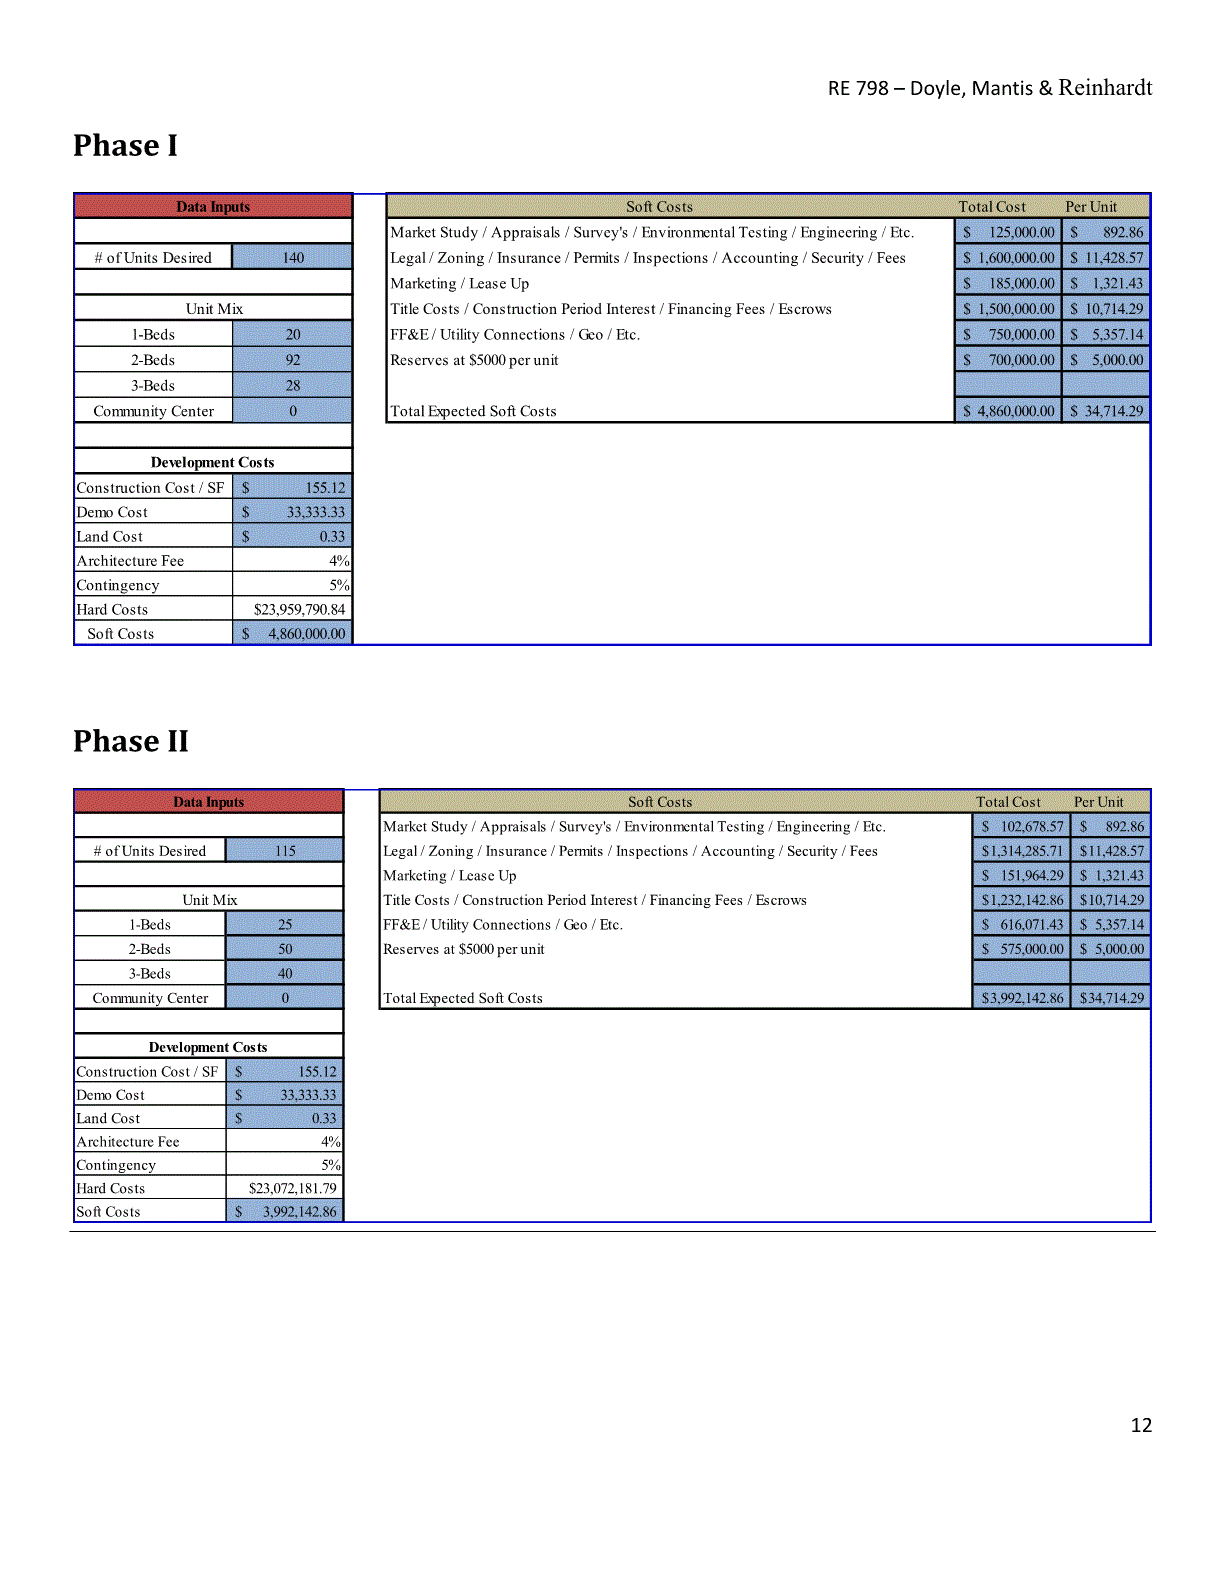 RE 798 – Doyle, Mantis & Reinhardt
Phase I
Data Inputs
# of Units Desired 140
Unit Mix
1-Beds 20
2-Beds 92
3-Beds 28
Community Center 0
Development Costs
Construction Cost / SF $ 155.12
Demo Cost $ 33,333.33
Land Cost $ 0.33
Architecture Fee 4%
Contingency 5%
Hard Costs $23,959,790.84
Soft Costs $ 4,860,000.00
Soft Costs Total Cost Per Unit
Market Study / Appraisals / Survey's / Environmental Testing / Engineering / Etc. $ 125,000.00 $ 892.86
Legal / Zoning / Insurance / Permits / Inspections / Accounting / Security / Fees $ 1,600,000.00 $ 11,428.57
Marketing / Lease Up $ 185,000.00 $ 1,321.43
Title Costs / Construction Period Interest / Financing Fees / Escrows $ 1,500,000.00 $ 10,714.29
FF&E / Utility Connections / Geo / Etc. $ 750,000.00 $ 5,357.14
Reserves at $5000 per unit $ 700,000.00 $ 5,000.00
Total Expected Soft Costs $ 4,860,000.00 $ 34,714.29
Phase II
Data Inputs
# of Units Desired 115
Unit Mix
1-Beds 25
2-Beds 50
3-Beds 40
Community Center 0
Development Costs
Construction Cost / SF $ 155.12
Demo Cost $ 33,333.33
Land Cost $ 0.33
Architecture Fee 4%
Contingency 5%
Hard Costs $23,072,181.79
Soft Costs $ 3,992,142.86
Soft Costs Total Cost Per Unit
Market Study / Appraisals / Survey's / Environmental Testing / Engineering / Etc. $ 102,678.57 $ 892.86
Legal / Zoning / Insurance / Permits / Inspections / Accounting / Security / Fees $1,314,285.71 $11,428.57
Marketing / Lease Up $ 151,964.29 $ 1,321.43
Title Costs / Construction Period Interest / Financing Fees / Escrows $1,232,142.86 $10,714.29
FF&E / Utility Connections / Geo / Etc. $ 616,071.43 $ 5,357.14
Reserves at $5000 per unit $ 575,000.00 $ 5,000.00
Total Expected Soft Costs $3,992,142.86 $34,714.29
12